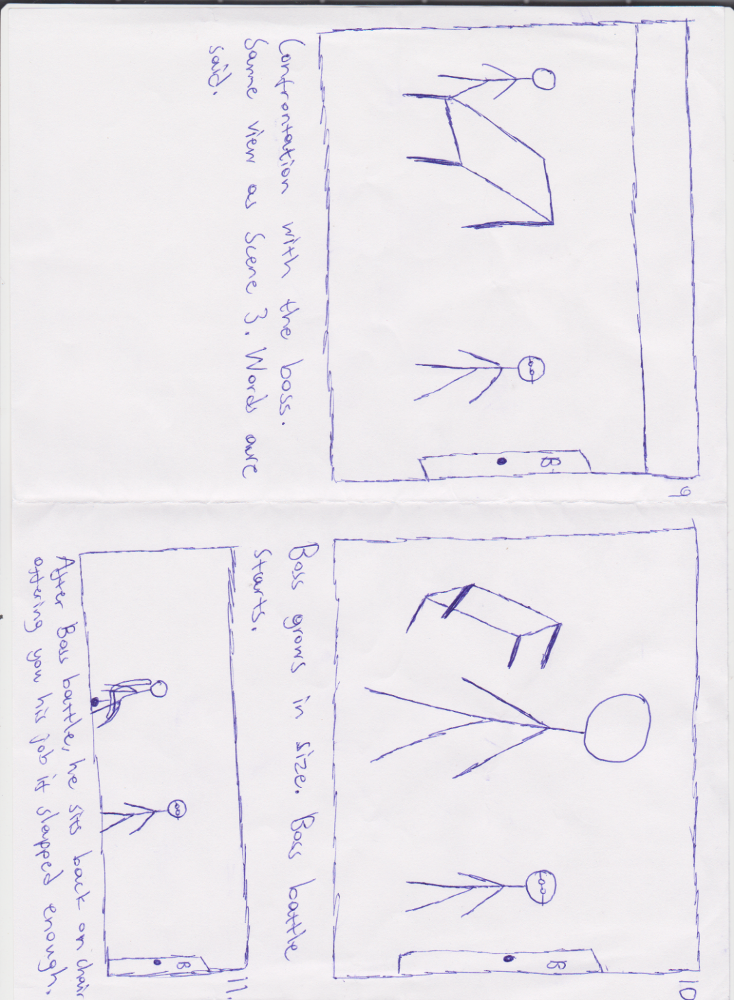 9
B
Confrontation with the boss.
Same view as Scene 3. Words are
said.
10
B
Boss grows in size. Boss battle
starts.
11.
B
After Boss battle, he sits back on chair
offering you his job if slapped enough.